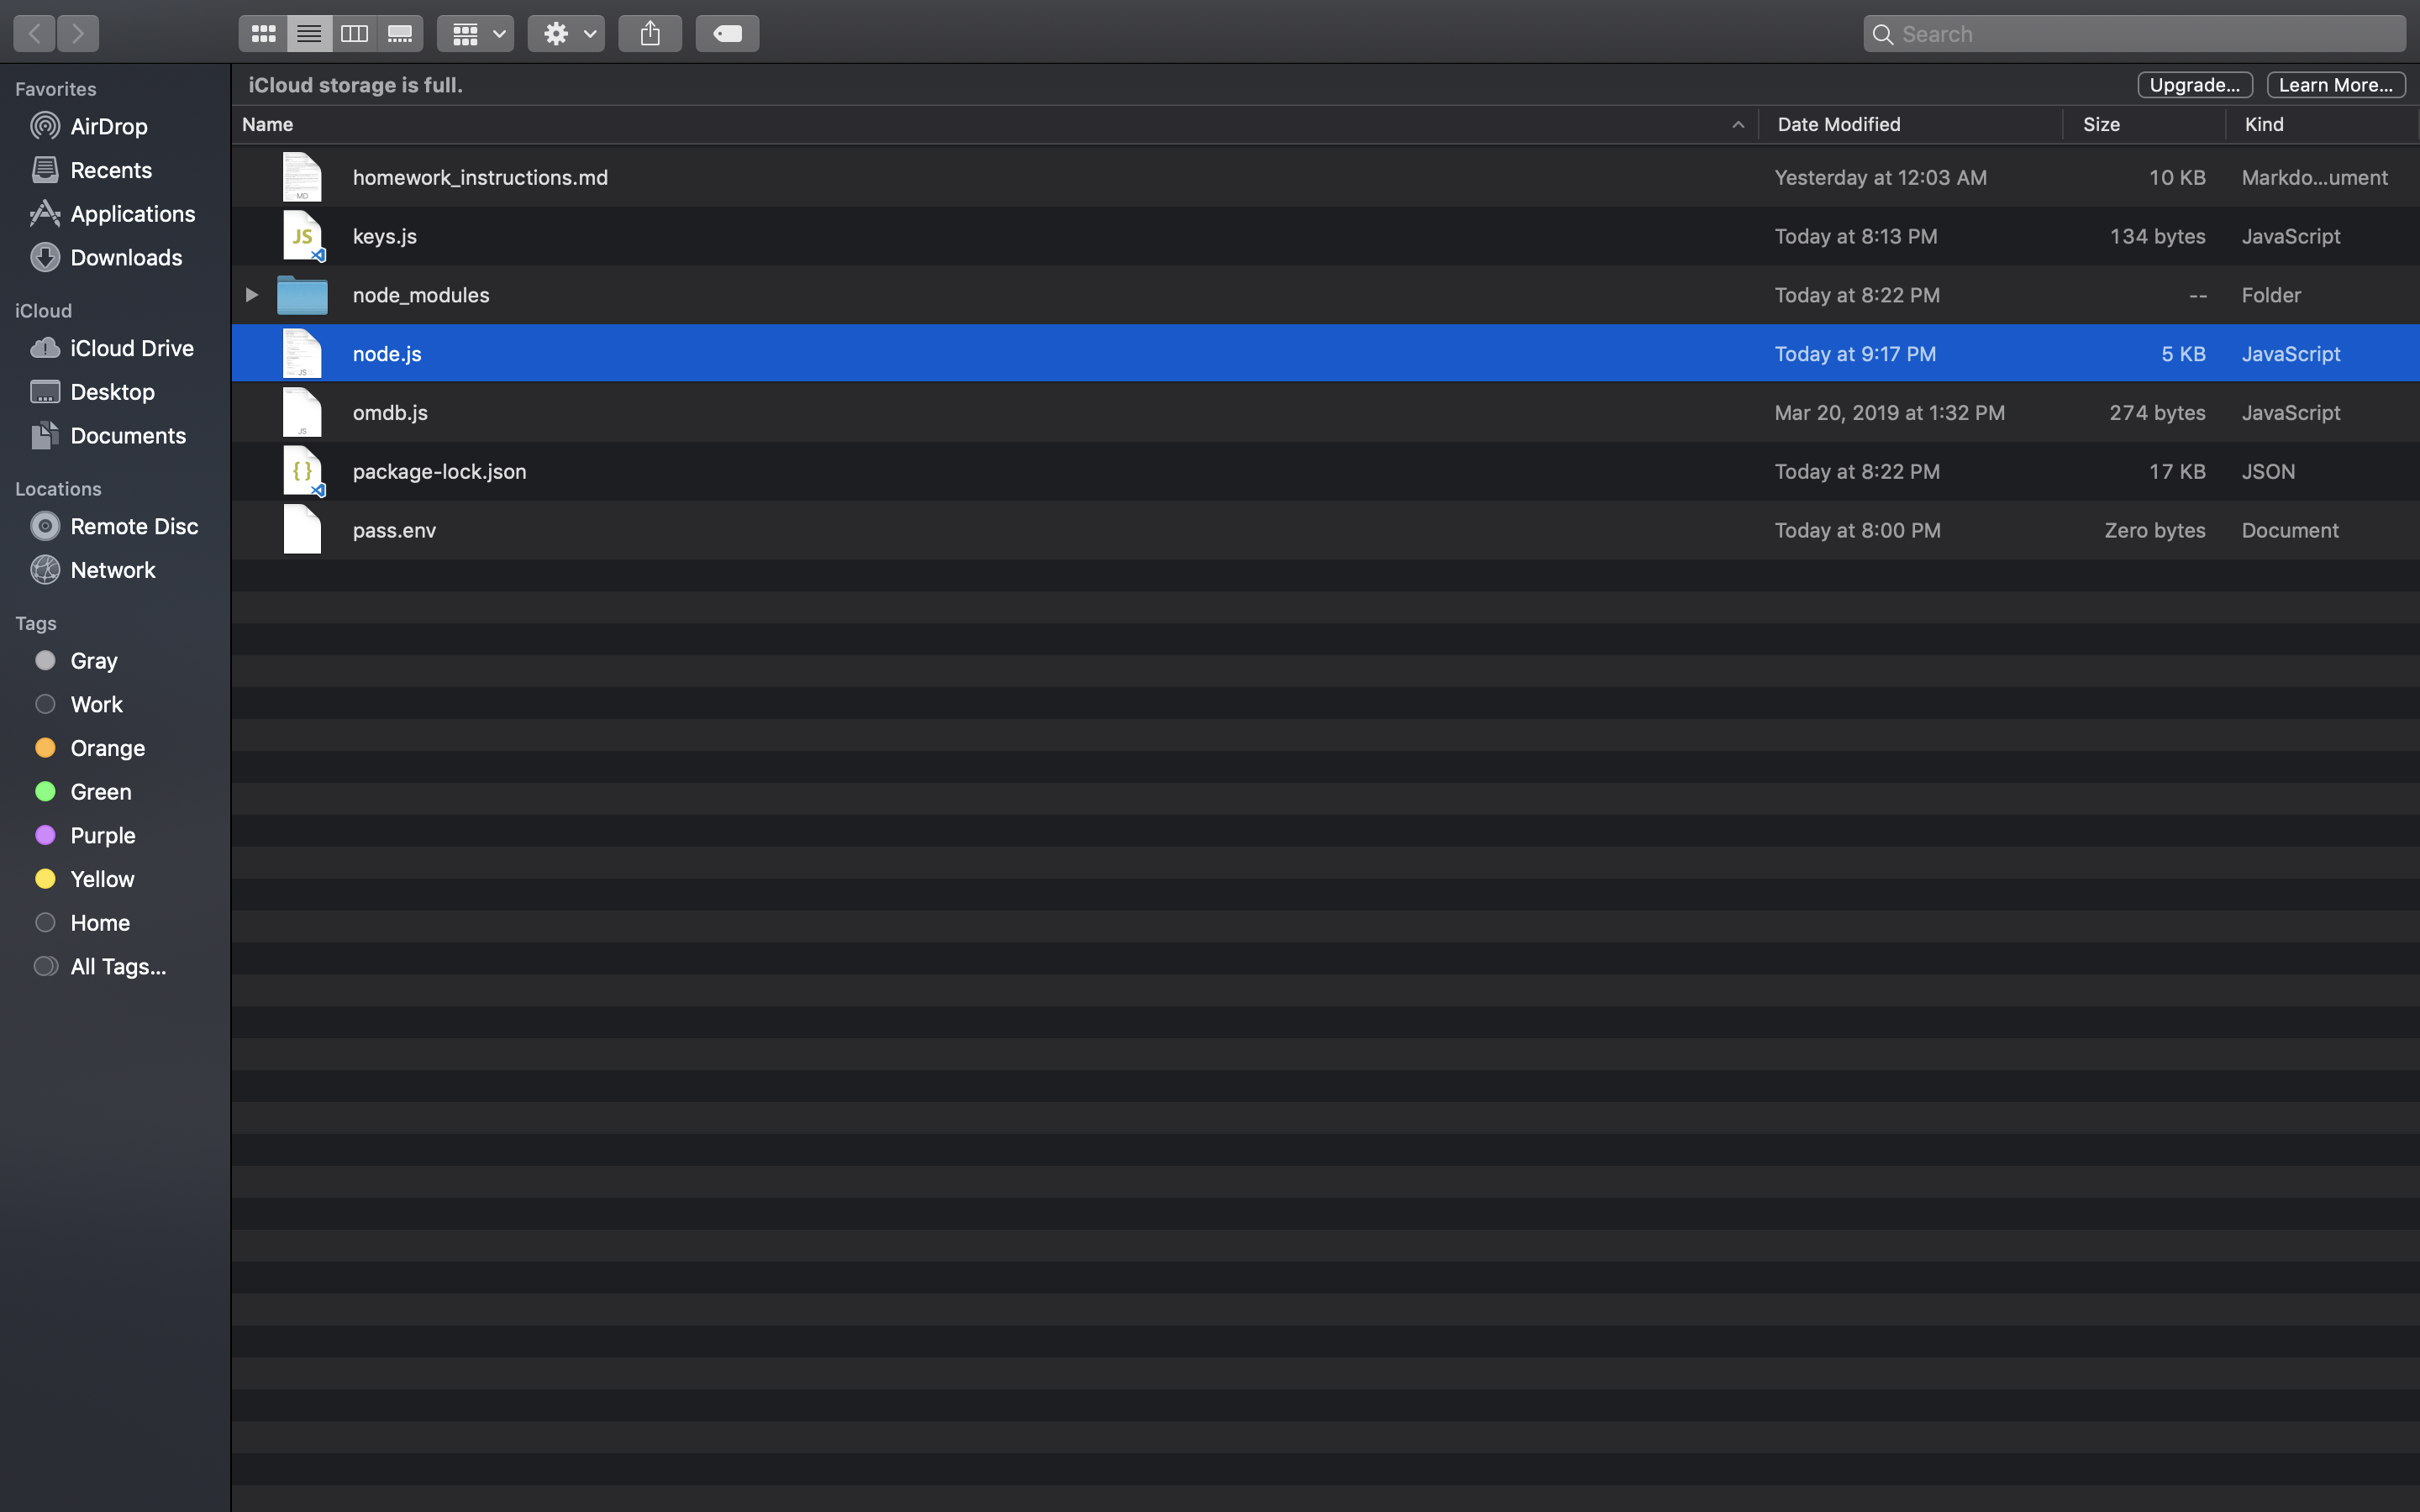 Search
Favorites
AirDrop
Recents
Applications
Downloads
iCloud
iCloud Drive
Desktop
Documents
Locations
Remote Disc
Network
Tags
Gray
Work
Orange
Green
Purple
Yellow
Home
All Tags...
iCloud storage is full. Upgrade... Learn More...
Name Date Modified Size Kind
MD homework_instructions.md Yesterday at 12:03 AM 10 KB Markdo...ument
JS keys.js Today at 8:13 PM 134 bytes JavaScript
node_modules Today at 8:22 PM -- Folder
JS node.js Today at 9:17 PM 5 KB JavaScript
JS omdb.js Mar 20, 2019 at 1:32 PM 274 bytes JavaScript
{ } package-lock.json Today at 8:22 PM 17 KB JSON
pass.env Today at 8:00 PM Zero bytes Document